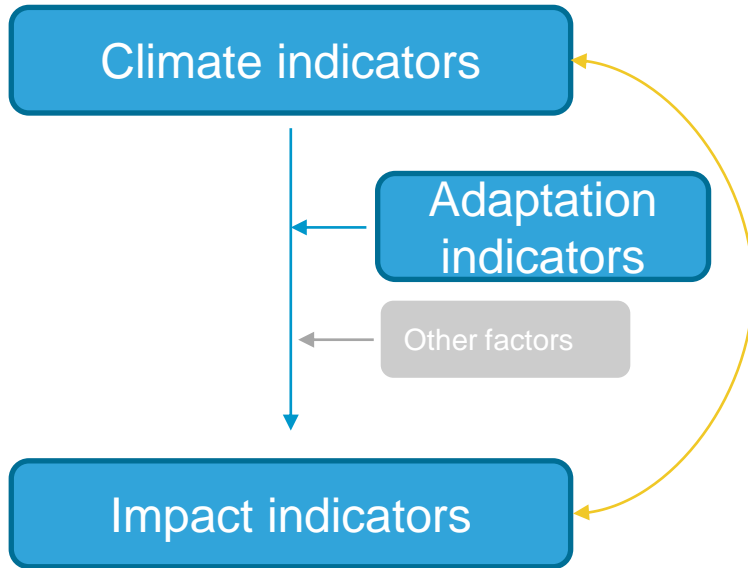 Climate indicators
Adaptation
indicators
Other factors
Impact indicators